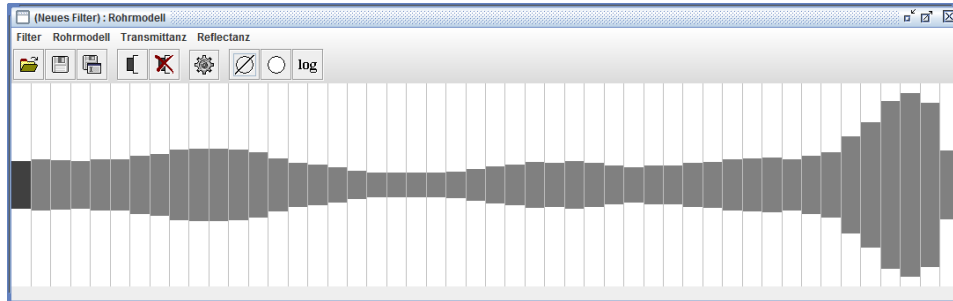 (Neues Filter) : Rohrmodell
Filter Rohrmodell Transmittanz Reflectanz
log